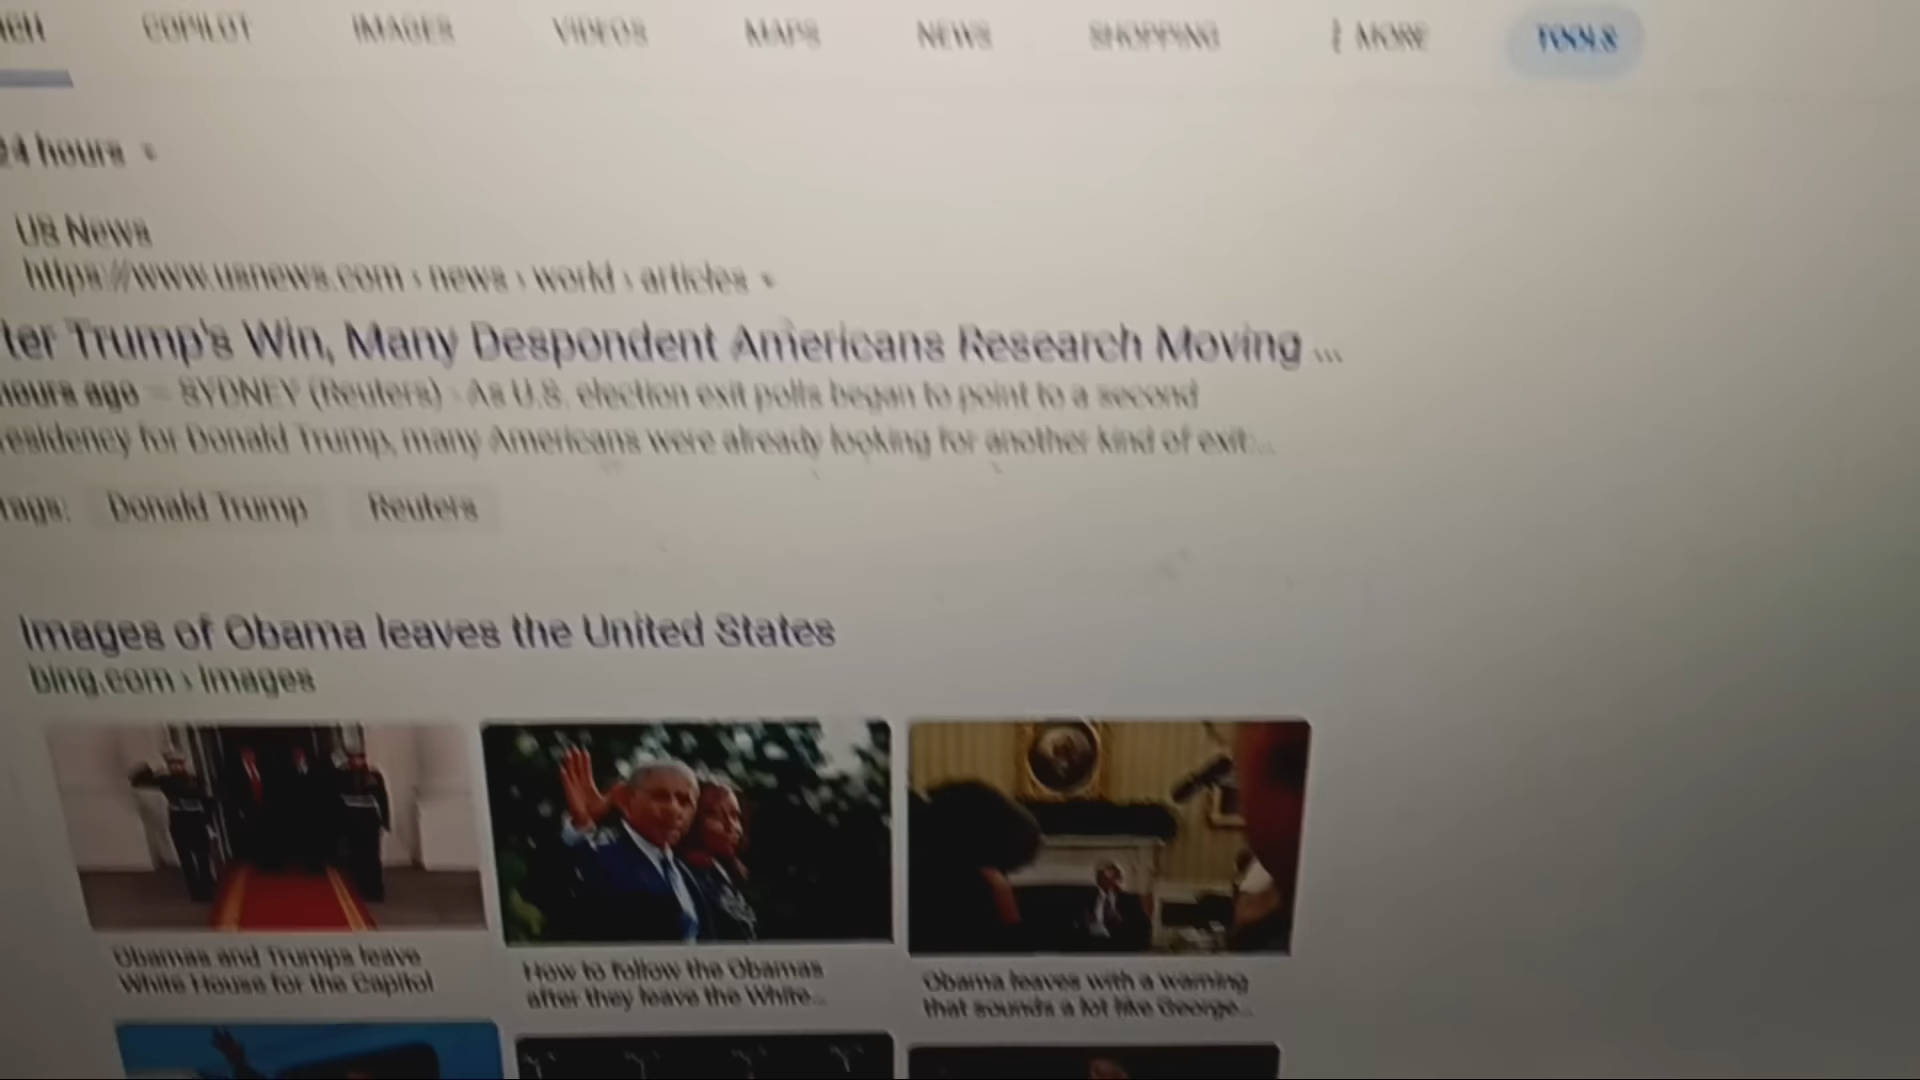 COPILOT IMAGES VIDEOS MAPS NEWS SHOPPING MORE TOOLS
24 hours
US News
https://www.usnews.com › news › world › articles
ter Trump's Win, Many Despondent Americans Research Moving ...
hours ago — SYDNEY (Reuters) - As U.S. election exit polls began to point to a second
residency for Donald Trump, many Americans were already looking for another kind of exit:...
Tags: Donald Trump Reuters
Images of Obama leaves the United States
bing.com › Images
Obamas and Trumps leave
White House for the Capitol
How to follow the Obamas
after they leave the White...
Obama leaves with a warning
that sounds a lot like George...